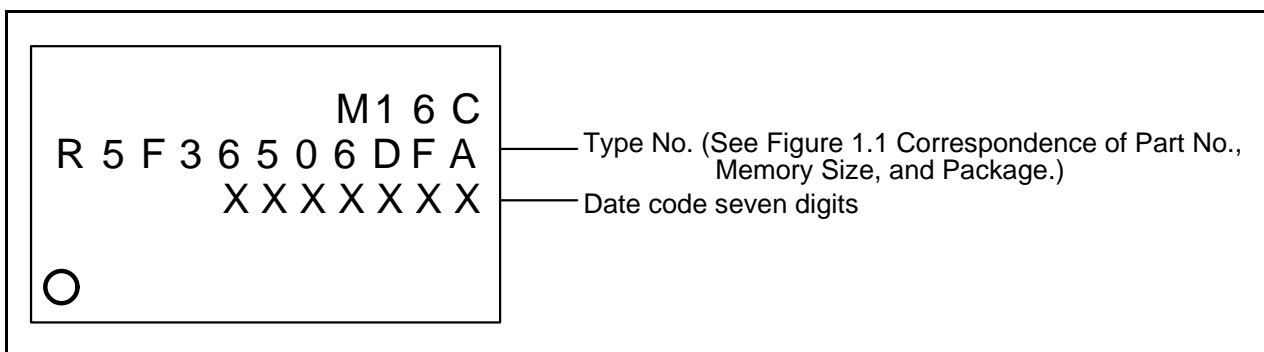 M16C
R5F36506DFA
XXXXXXX
Type No. (See Figure 1.1 Correspondence of Part No.,
Memory Size, and Package.)
Date code seven digits